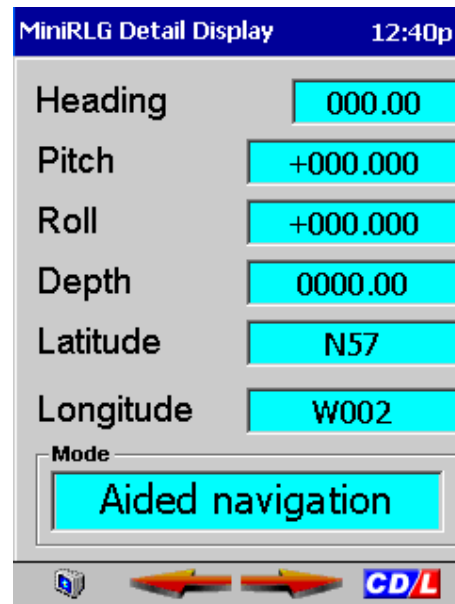 MiniRLG Detail Display 12:40p
Heading 000.00
Pitch +000.000
Roll +000.000
Depth 0000.00
Latitude N57
Longitude W002
Mode
Aided navigation
CD/L